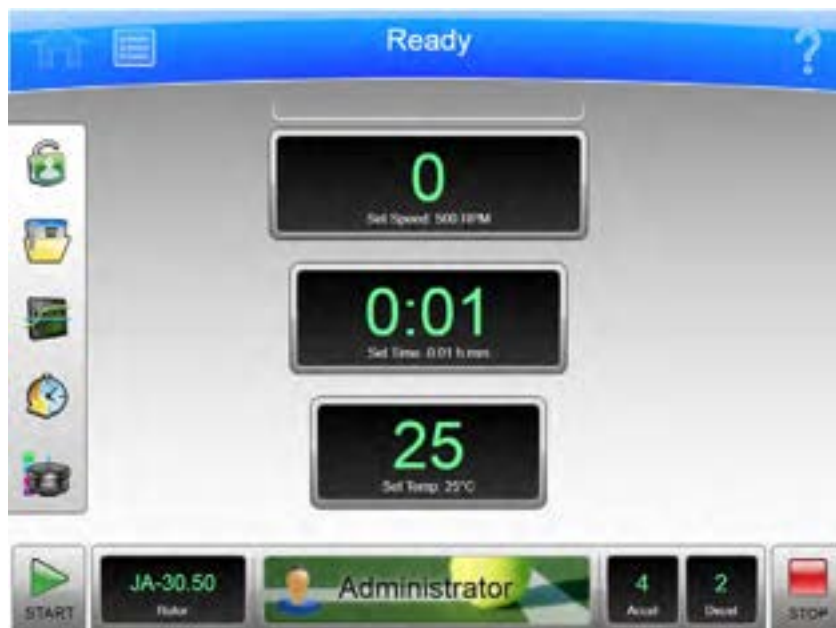 Ready
?
0
Set Speed: 500 RPM
0:01
Set Time: 0:01 h:mm
25
Set Temp: 25°C
START
JA-30.50
Rotor
Administrator
4
Accel
2
Decel
STOP